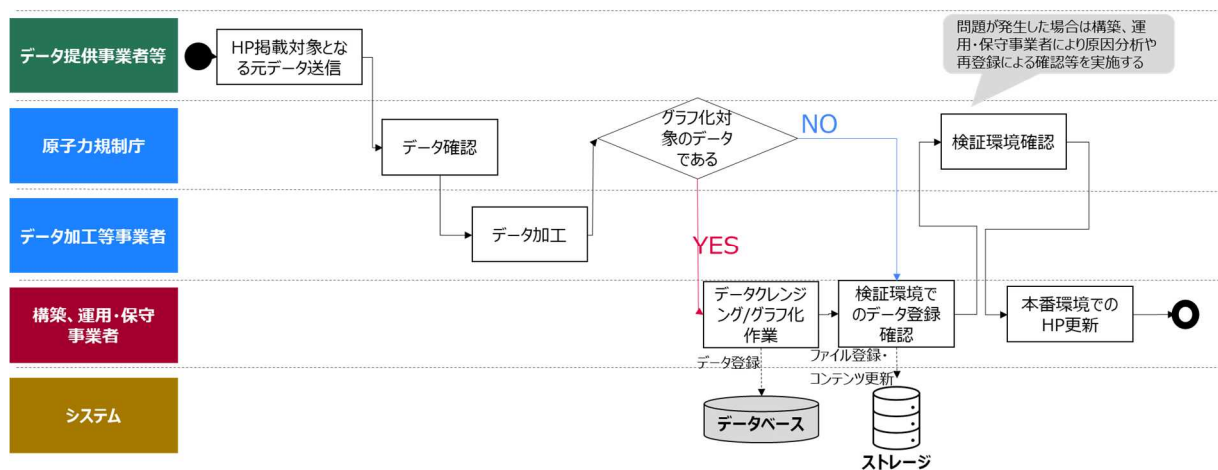 データ提供事業者等
HP掲載対象とな
る元データ送信
問題が発生した場合は構築、運
用・保守事業者により原因分析や
再登録による確認等を実施する
原子力規制庁
データ確認
グラフ化対
象のデータ
である
NO
検証環境確認
データ加工等事業者
データ加工
YES
構築、運用・保守
事業者
データクレンジ
ング/グラフ化
作業
検証環境で
のデータ登録
確認
本番環境での
HP更新
データ登録
ファイル登録・
コンテンツ更新
システム
データベース
ストレージ